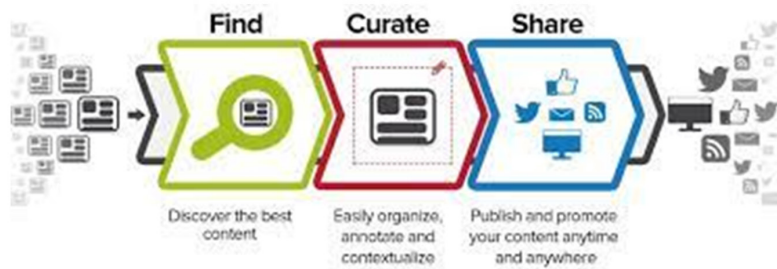 Find
Curate
Share
Discover the best
content
Easily organize,
annotate and
contextualize
Publish and promote
your content anytime
and anywhere